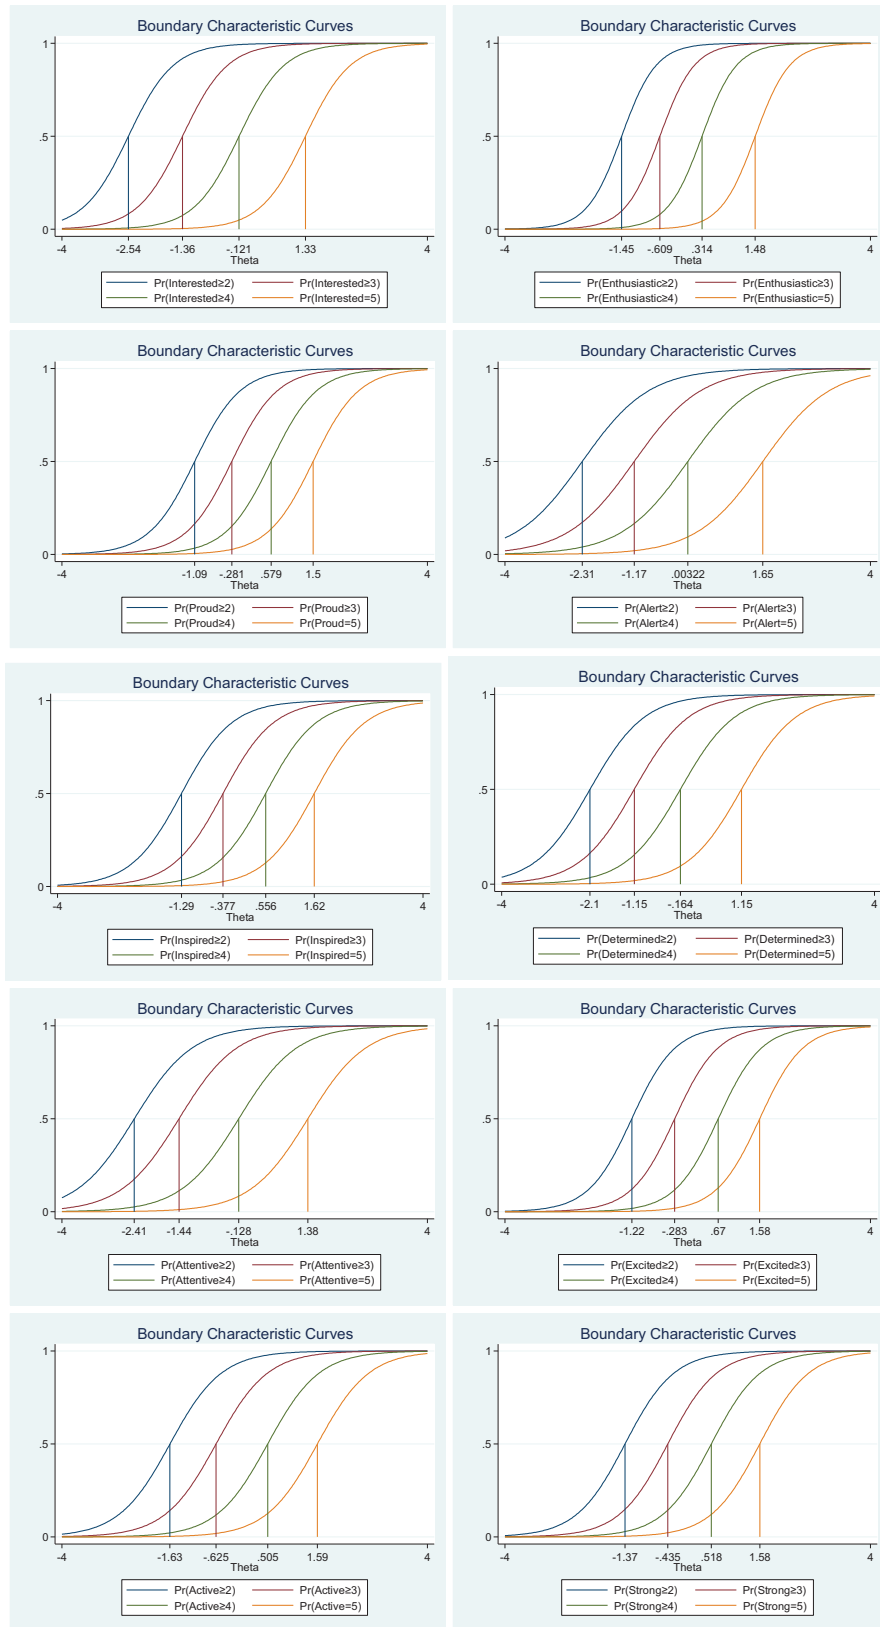 Boundary Characteristic Curves
1
.5
0
-4 -2.54 -1.36 -.121 1.33 4
Theta
Pr(Interested≥2) Pr(Interested≥3)
Pr(Interested≥4) Pr(Interested=5)
Boundary Characteristic Curves
1
.5
0
-4 -1.45 -.609 .314 1.48 4
Theta
Pr(Enthusiastic≥2) Pr(Enthusiastic≥3)
Pr(Enthusiastic≥4) Pr(Enthusiastic=5)
Boundary Characteristic Curves
1
.5
0
-4 -1.09 -.281 .579 1.5 4
Theta
Pr(Proud≥2) Pr(Proud≥3)
Pr(Proud≥4) Pr(Proud=5)
Boundary Characteristic Curves
1
.5
0
-4 -2.31 -1.17 .00322 1.65 4
Theta
Pr(Alert≥2) Pr(Alert≥3)
Pr(Alert≥4) Pr(Alert=5)
Boundary Characteristic Curves
1
.5
0
-4 -1.29 -.377 .556 1.62 4
Theta
Pr(Inspired≥2) Pr(Inspired≥3)
Pr(Inspired≥4) Pr(Inspired=5)
Boundary Characteristic Curves
1
.5
0
-4 -2.1 -1.15 -.164 1.15 4
Theta
Pr(Determined≥2) Pr(Determined≥3)
Pr(Determined≥4) Pr(Determined=5)
Boundary Characteristic Curves
1
.5
0
-4 -2.41 -1.44 -.128 1.38 4
Theta
Pr(Attentive≥2) Pr(Attentive≥3)
Pr(Attentive≥4) Pr(Attentive=5)
Boundary Characteristic Curves
1
.5
0
-4 -1.22 -.283 .67 1.58 4
Theta
Pr(Excited≥2) Pr(Excited≥3)
Pr(Excited≥4) Pr(Excited=5)
Boundary Characteristic Curves
1
.5
0
-4 -1.63 -.625 .505 1.59 4
Theta
Pr(Active≥2) Pr(Active≥3)
Pr(Active≥4) Pr(Active=5)
Boundary Characteristic Curves
1
.5
0
-4 -1.37 -.435 .518 1.58 4
Theta
Pr(Strong≥2) Pr(Strong≥3)
Pr(Strong≥4) Pr(Strong=5)